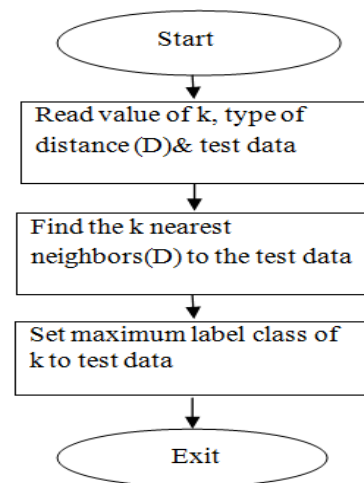 Start
Read value of k, type of
distance (D)& test data
Find the k nearest
neighbors(D) to the test data
Set maximum label class of
k to test data
Exit